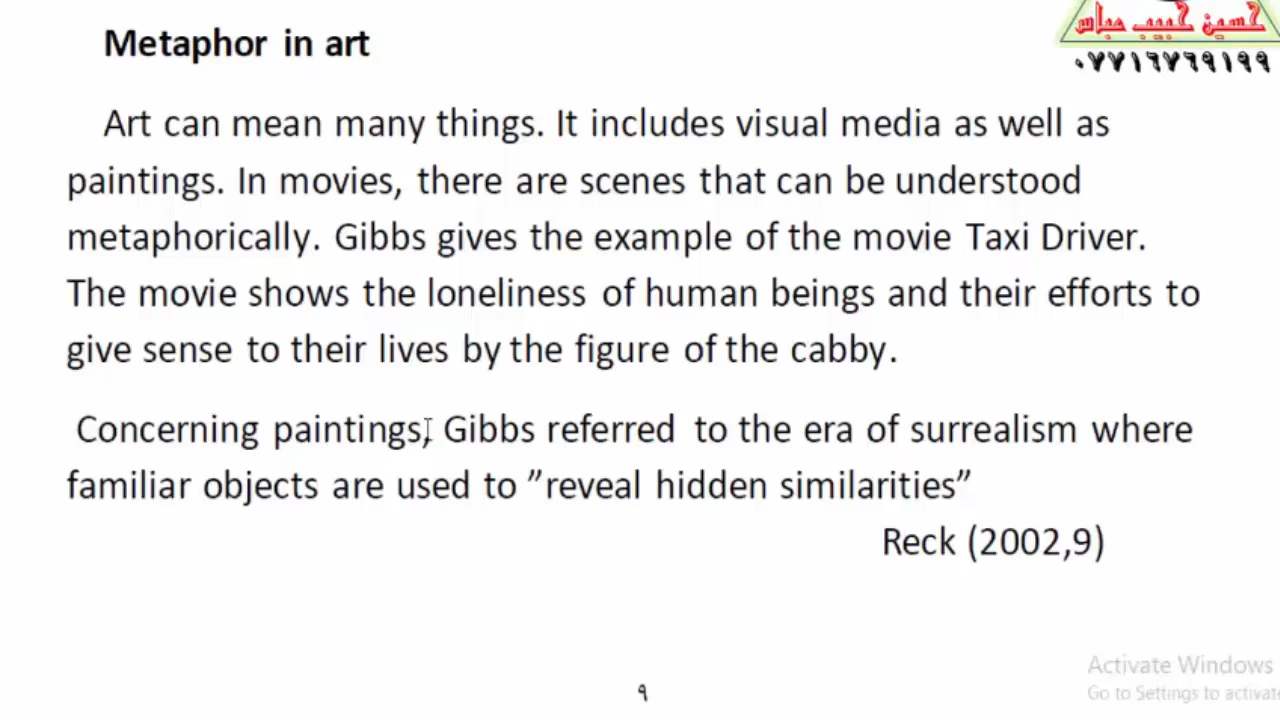 حسين حبيب عباس
٠٧٧١٦٧٦٩١٩٩
Metaphor in art
Art can mean many things. It includes visual media as well as
paintings. In movies, there are scenes that can be understood
metaphorically. Gibbs gives the example of the movie Taxi Driver.
The movie shows the loneliness of human beings and their efforts to
give sense to their lives by the figure of the cabby.
Concerning paintings, Gibbs referred to the era of surrealism where
familiar objects are used to ”reveal hidden similarities”
Reck (2002,9)
Activate Windows
Go to Settings to activate
٩